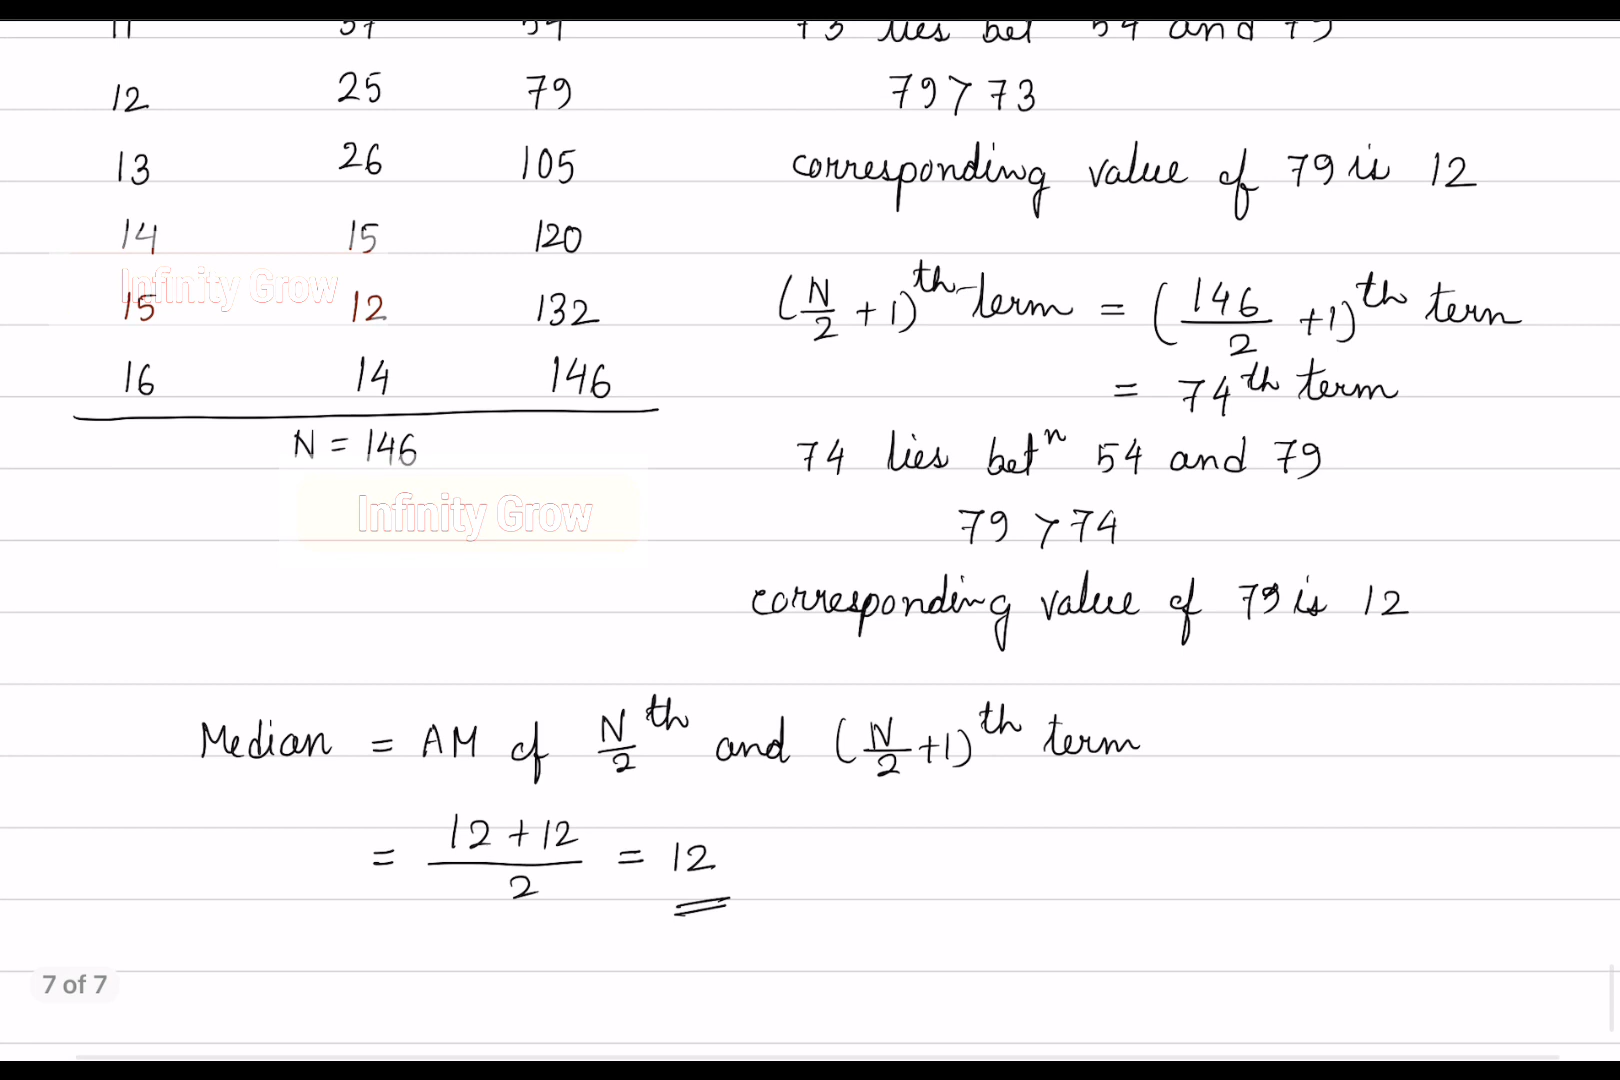 12 25 79
79 > 73
13 26 105
corresponding value of 79 is 12
14 15 120
Infinity Grow
15 12 132
(N/2 + 1)th term = (146/2 + 1)th term
16 14 146
= 74th term
N = 146
74 lies betn 54 and 79
Infinity Grow
79 > 74
corresponding value of 79 is 12
Median = AM of N/2 th and (N/2 + 1)th term
= (12 + 12)/2 = 12
7 of 7